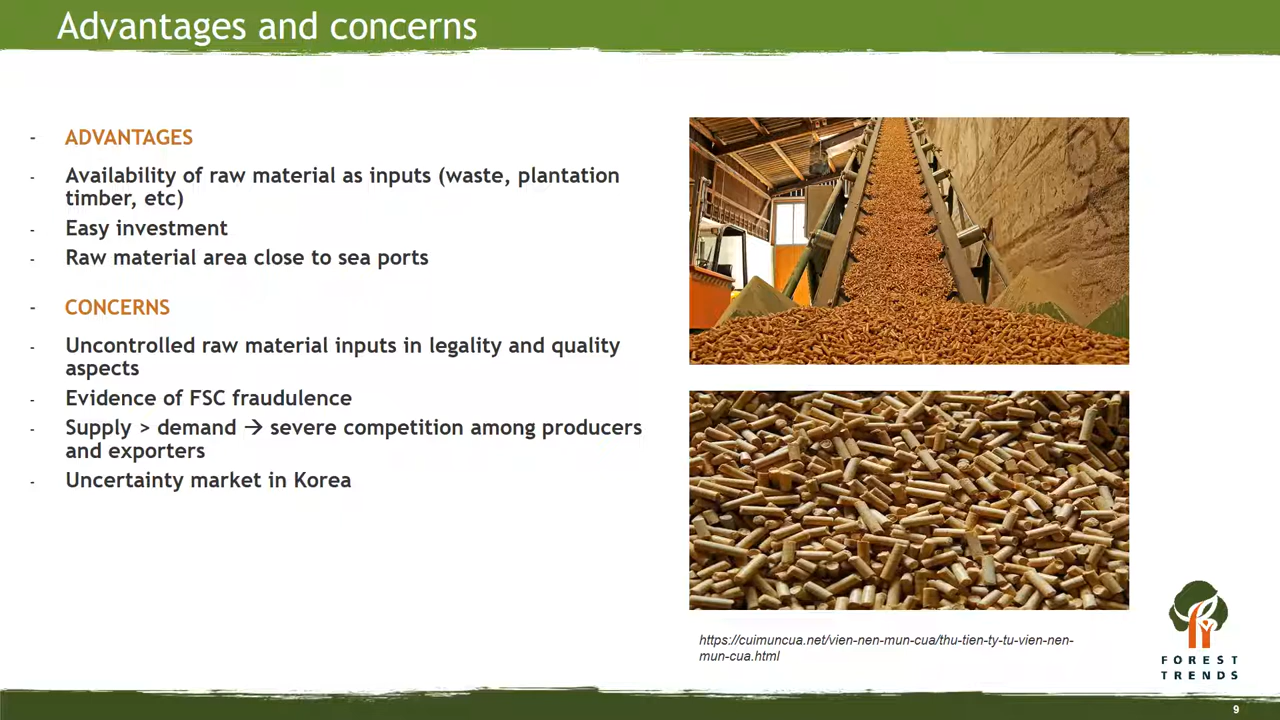 Advantages and concerns
- ADVANTAGES
- Availability of raw material as inputs (waste, plantation
timber, etc)
- Easy investment
- Raw material area close to sea ports
- CONCERNS
- Uncontrolled raw material inputs in legality and quality
aspects
- Evidence of FSC fraudulence
- Supply > demand → severe competition among producers
and exporters
- Uncertainty market in Korea
https://cuimuncua.net/vien-nen-mun-cua/thu-tien-ty-tu-vien-nen-
mun-cua.html
FOREST
TRENDS
9